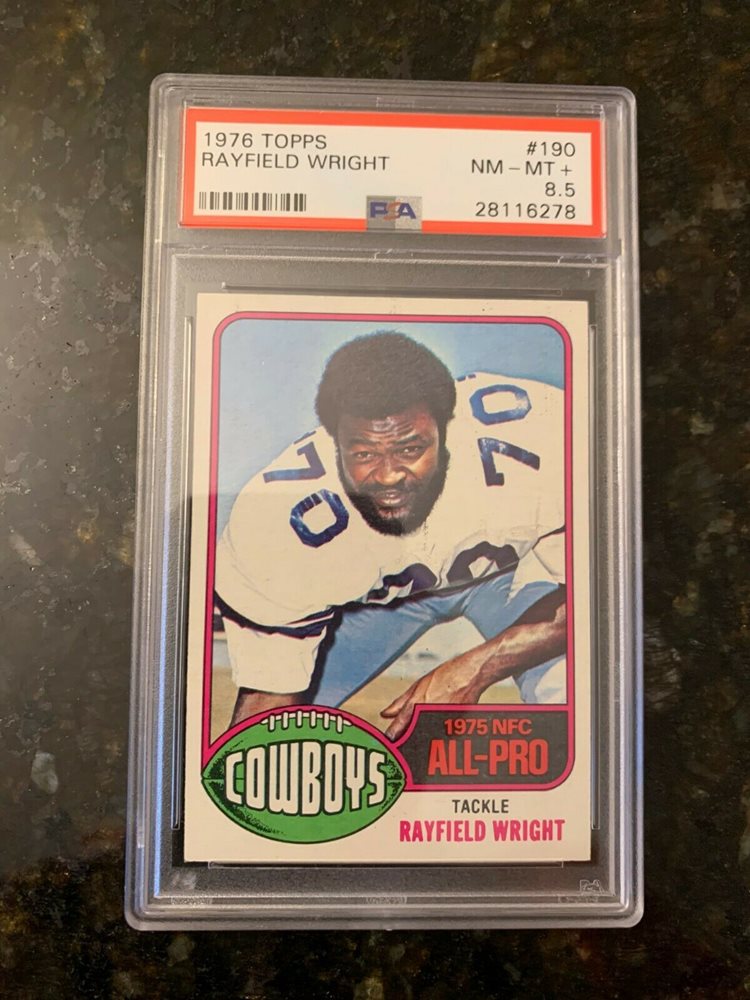 1976 TOPPS #190
RAYFIELD WRIGHT NM - MT +
8.5
PSA 28116278
70
70
70
1975 NFC
ALL-PRO
COWBOYS
TACKLE
RAYFIELD WRIGHT